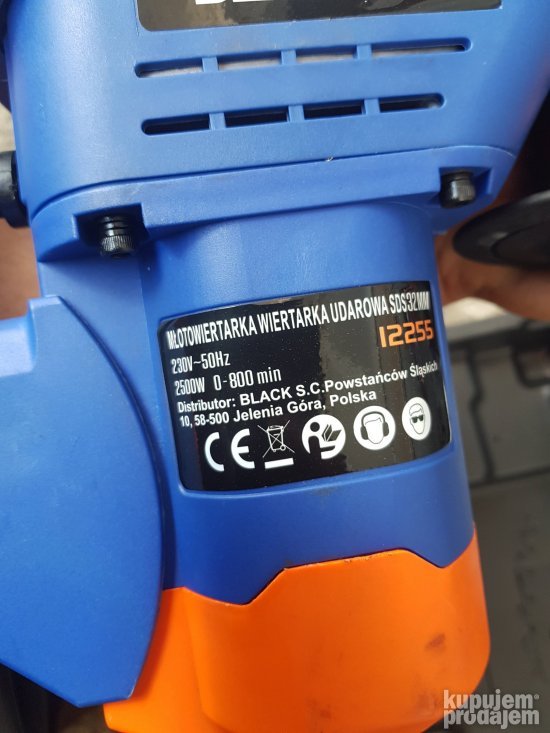 MŁOTOWIERTARKA WIERTARKA UDAROWA SDS32MM
12255
230V~50Hz
2500W 0-800 min
Distributor: BLACK S.C.Powstańców Śląskich
10, 58-500 Jelenia Góra, Polska
CE
kupujem
prodajem